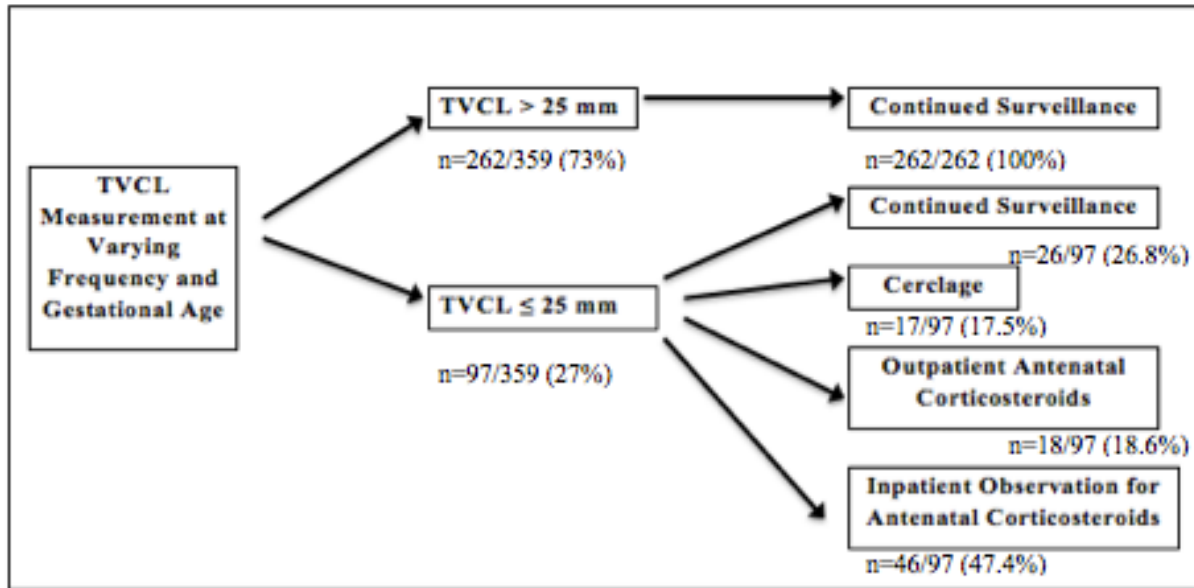 TVCL
Measurement at
Varying
Frequency and
Gestational Age
TVCL > 25 mm
n=262/359 (73%)
TVCL ≤ 25 mm
n=97/359 (27%)
Continued Surveillance
n=262/262 (100%)
Continued Surveillance
n=26/97 (26.8%)
Cerclage
n=17/97 (17.5%)
Outpatient Antenatal
Corticosteroids
n=18/97 (18.6%)
Inpatient Observation for
Antenatal Corticosteroids
n=46/97 (47.4%)